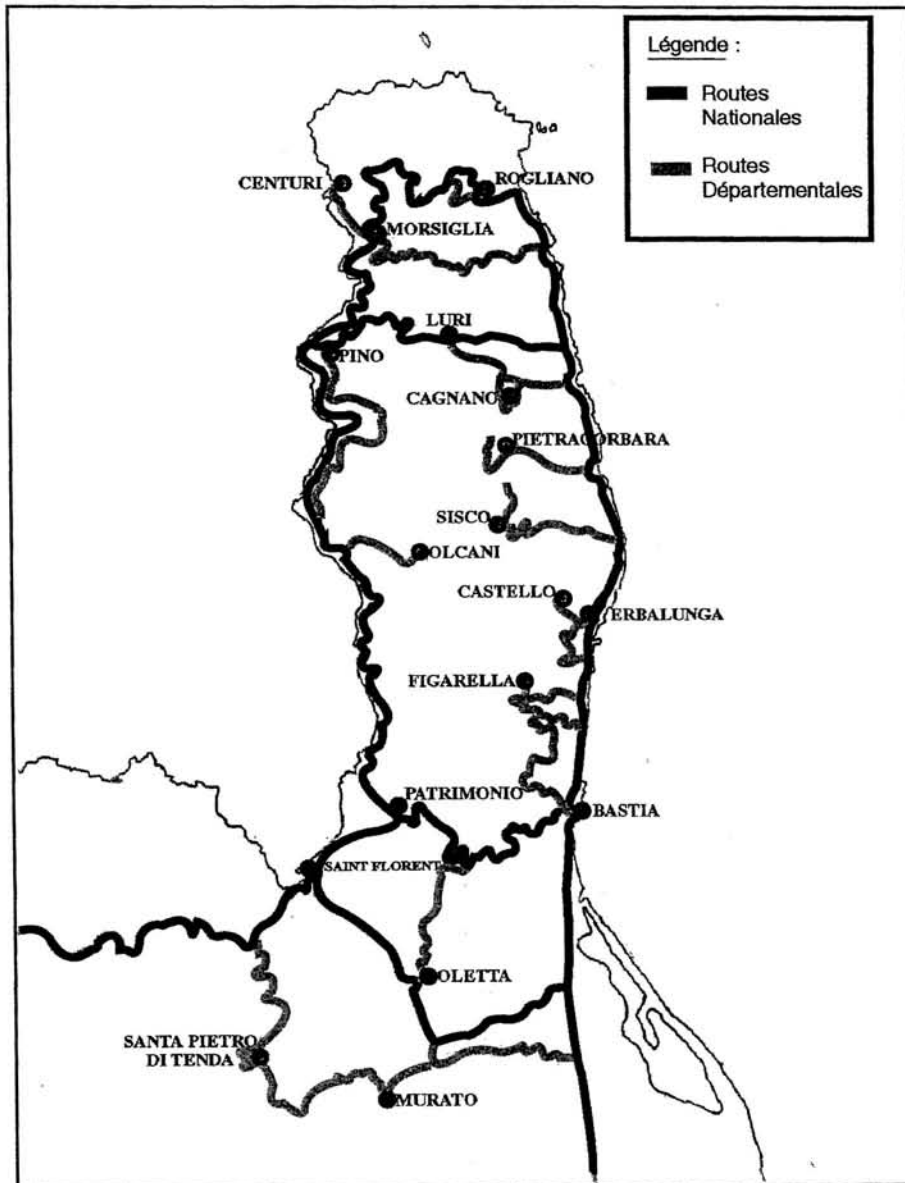 Légende :
Routes
Nationales
Routes
Départementales
CENTURI
ROGLIANO
MORSIGLIA
LURI
PINO
CAGNANO
PIETRACORBARA
SISCO
OLCANI
CASTELLO
ERBALUNGA
FIGARELLA
PATRIMONIO
BASTIA
SAINT FLORENT
OLETTA
SANTA PIETRO
DI TENDA
MURATO